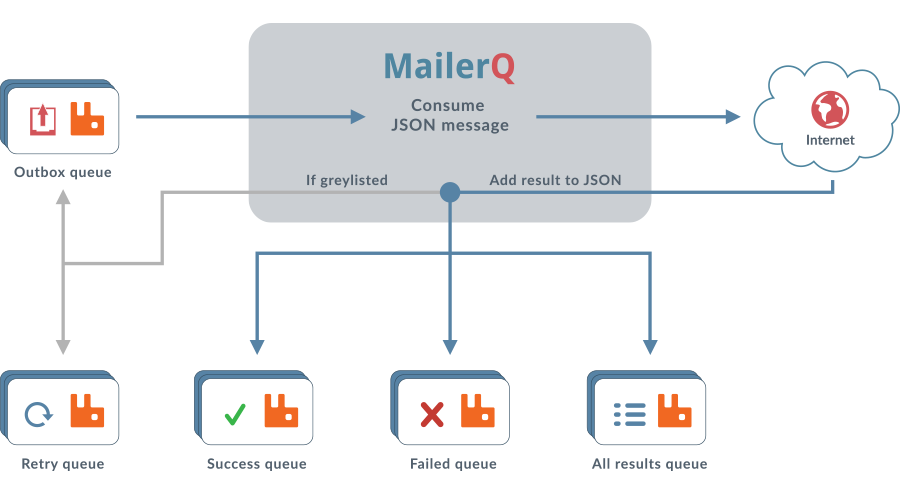 MailerQ
Consume
JSON message
Internet
Outbox queue
If greylisted
Add result to JSON
Retry queue
Success queue
Failed queue
All results queue